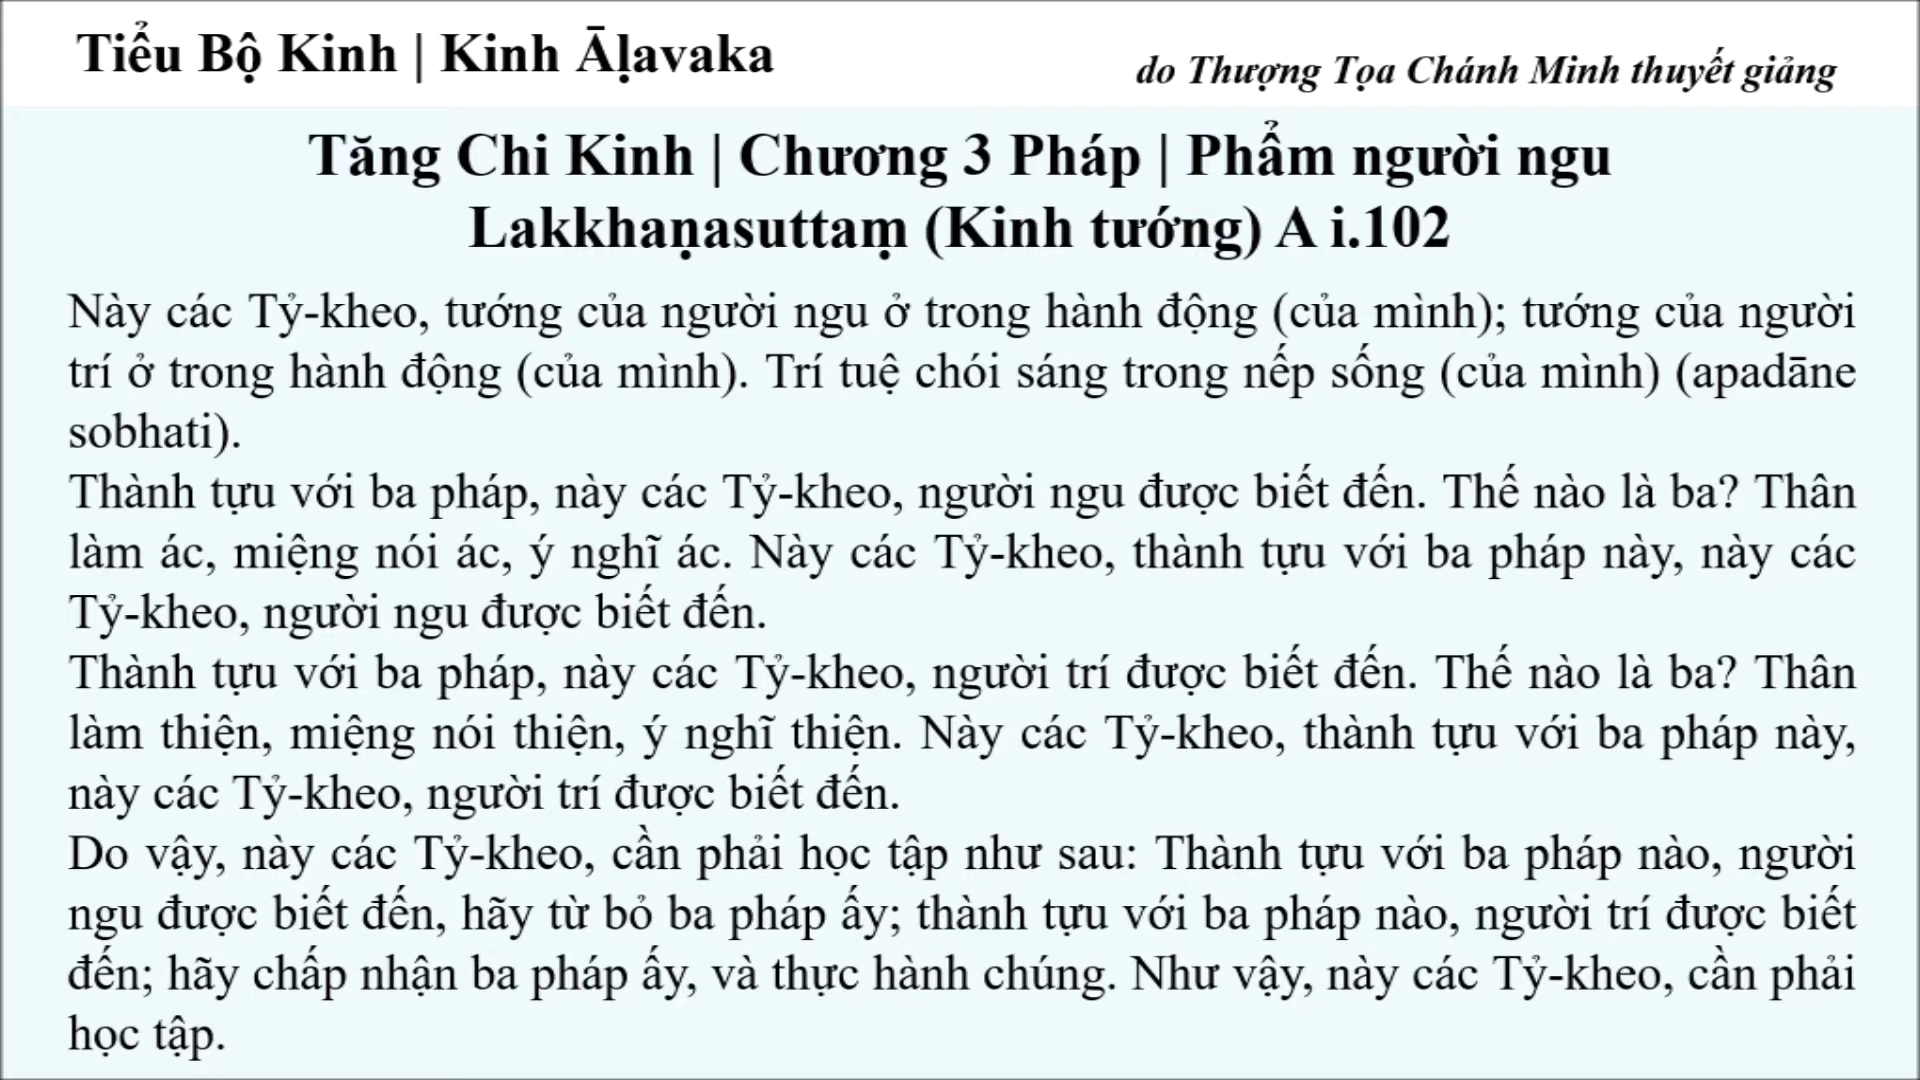 Tiểu Bộ Kinh | Kinh Āḷavaka
do Thượng Tọa Chánh Minh thuyết giảng
Tăng Chi Kinh | Chương 3 Pháp | Phẩm người ngu
Lakkhaṇasuttaṃ (Kinh tướng) A i.102
Này các Tỷ-kheo, tướng của người ngu ở trong hành động (của mình); tướng của người
trí ở trong hành động (của mình). Trí tuệ chói sáng trong nếp sống (của mình) (apadāne
sobhati).
Thành tựu với ba pháp, này các Tỷ-kheo, người ngu được biết đến. Thế nào là ba? Thân
làm ác, miệng nói ác, ý nghĩ ác. Này các Tỷ-kheo, thành tựu với ba pháp này, này các
Tỷ-kheo, người ngu được biết đến.
Thành tựu với ba pháp, này các Tỷ-kheo, người trí được biết đến. Thế nào là ba? Thân
làm thiện, miệng nói thiện, ý nghĩ thiện. Này các Tỷ-kheo, thành tựu với ba pháp này,
này các Tỷ-kheo, người trí được biết đến.
Do vậy, này các Tỷ-kheo, cần phải học tập như sau: Thành tựu với ba pháp nào, người
ngu được biết đến, hãy từ bỏ ba pháp ấy; thành tựu với ba pháp nào, người trí được biết
đến; hãy chấp nhận ba pháp ấy, và thực hành chúng. Như vậy, này các Tỷ-kheo, cần phải
học tập.